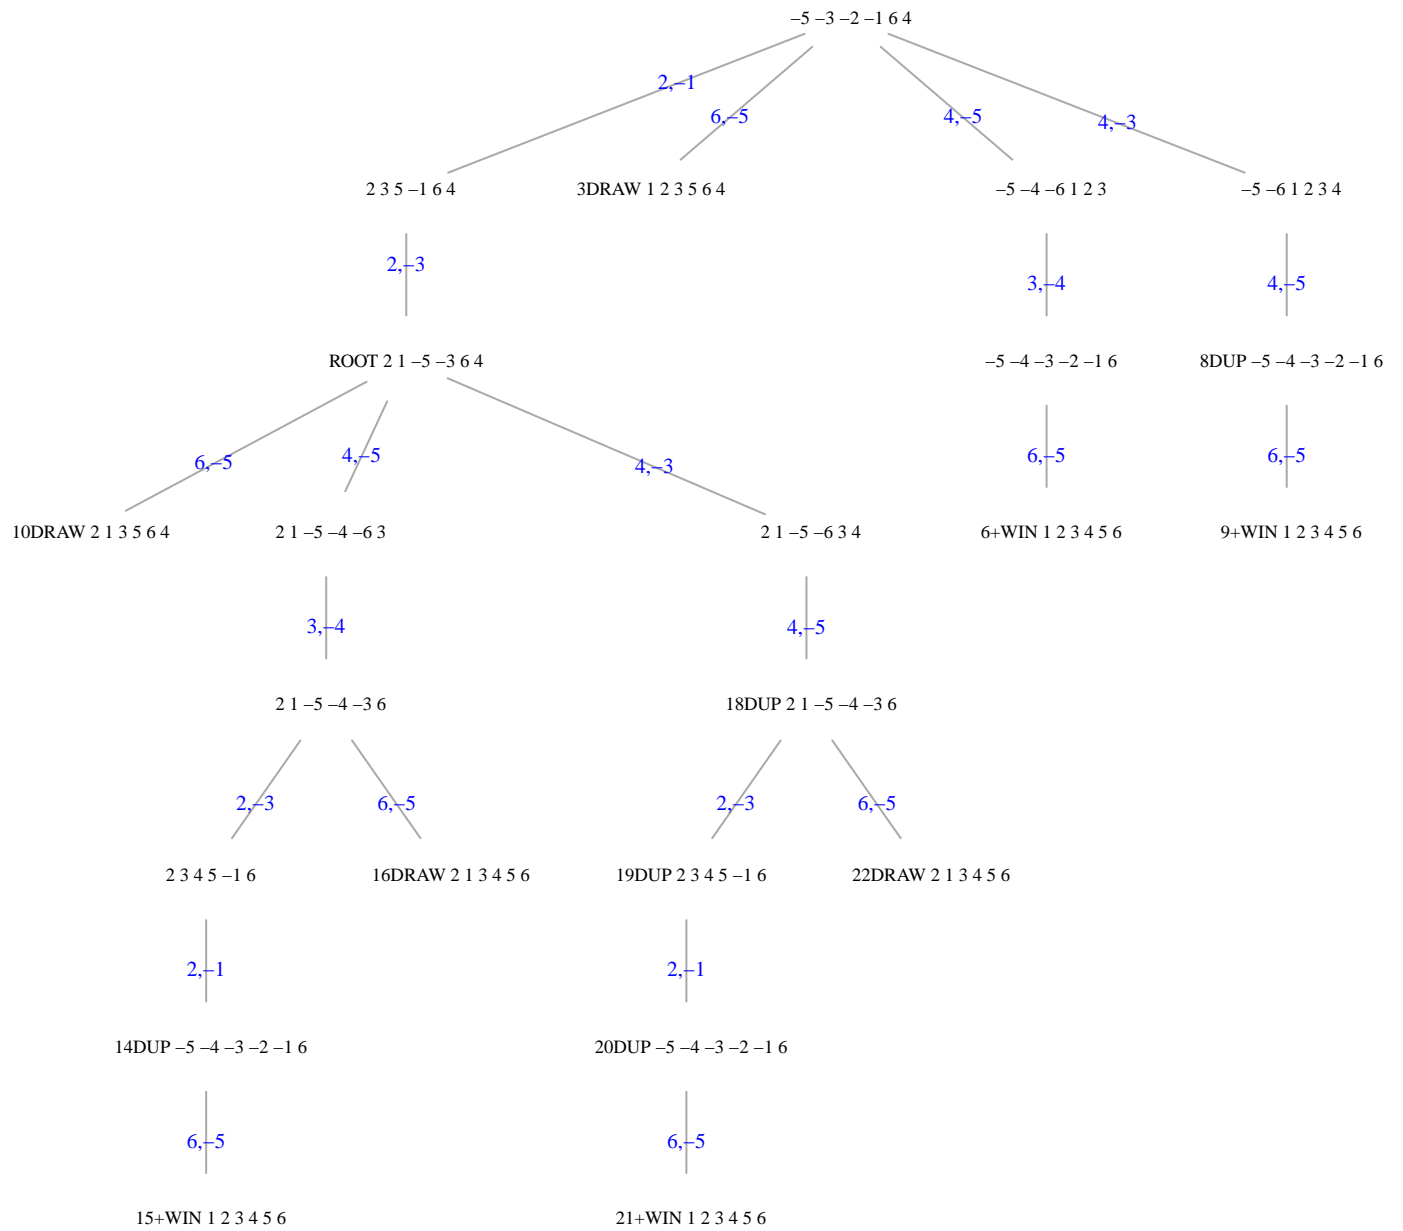 –5 –3 –2 –1 6 4
2,–1
6,–5
4,–5
4,–3
2 3 5 –1 6 4
3DRAW 1 2 3 5 6 4
–5 –4 –6 1 2 3
–5 –6 1 2 3 4
2,–3
3,–4
4,–5
ROOT 2 1 –5 –3 6 4
–5 –4 –3 –2 –1 6
8DUP –5 –4 –3 –2 –1 6
6,–5
4,–5
4,–3
6,–5
6,–5
10DRAW 2 1 3 5 6 4
2 1 –5 –4 –6 3
2 1 –5 –6 3 4
6+WIN 1 2 3 4 5 6
9+WIN 1 2 3 4 5 6
3,–4
4,–5
2 1 –5 –4 –3 6
18DUP 2 1 –5 –4 –3 6
2,–3
6,–5
2,–3
6,–5
2 3 4 5 –1 6
16DRAW 2 1 3 4 5 6
19DUP 2 3 4 5 –1 6
22DRAW 2 1 3 4 5 6
2,–1
2,–1
14DUP –5 –4 –3 –2 –1 6
20DUP –5 –4 –3 –2 –1 6
6,–5
6,–5
15+WIN 1 2 3 4 5 6
21+WIN 1 2 3 4 5 6